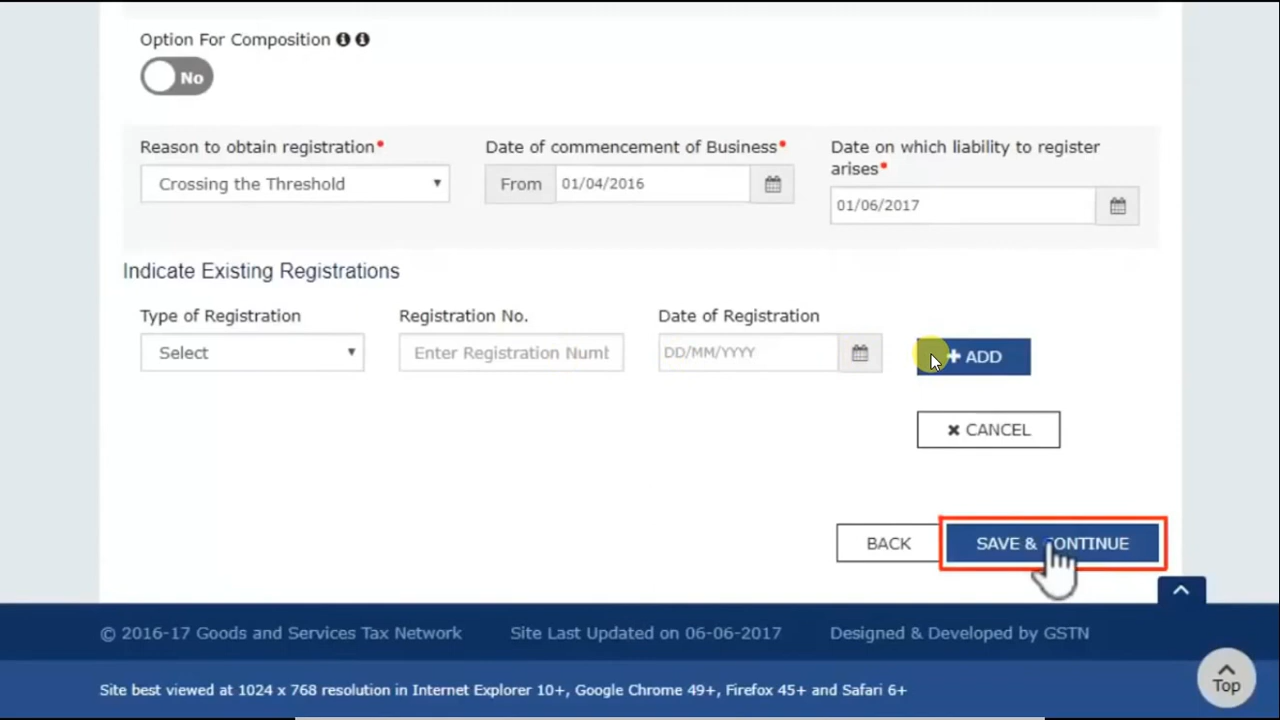 Option For Composition
No
Reason to obtain registration*
Date of commencement of Business*
Date on which liability to register arises*
Crossing the Threshold
From 01/04/2016
01/06/2017
Indicate Existing Registrations
Type of Registration
Registration No.
Date of Registration
Select
Enter Registration Numb
DD/MM/YYYY
+ ADD
✖ CANCEL
BACK
SAVE & CONTINUE
© 2016-17 Goods and Services Tax Network
Site Last Updated on 06-06-2017
Designed & Developed by GSTN
Site best viewed at 1024 x 768 resolution in Internet Explorer 10+, Google Chrome 49+, Firefox 45+ and Safari 6+
Top